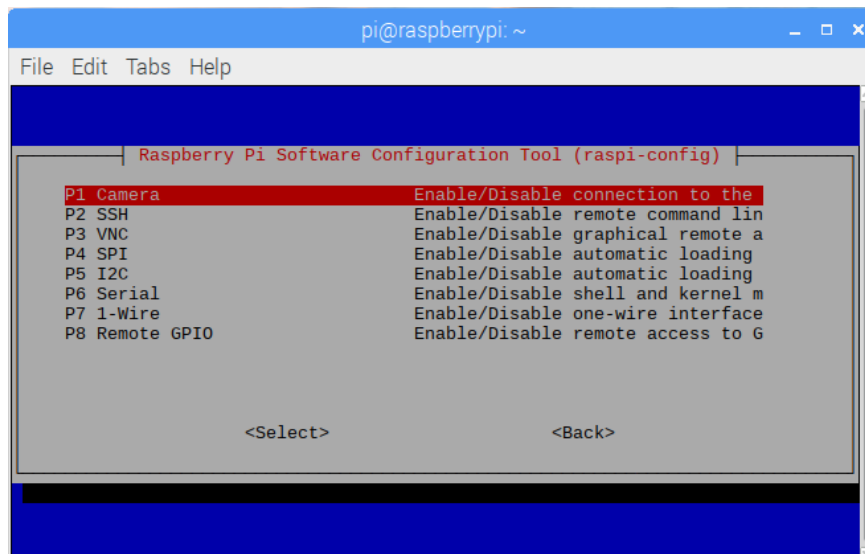 pi@raspberrypi: ~
File Edit Tabs Help
Raspberry Pi Software Configuration Tool (raspi-config)
P1 Camera Enable/Disable connection to the
P2 SSH Enable/Disable remote command lin
P3 VNC Enable/Disable graphical remote a
P4 SPI Enable/Disable automatic loading
P5 I2C Enable/Disable automatic loading
P6 Serial Enable/Disable shell and kernel m
P7 1-Wire Enable/Disable one-wire interface
P8 Remote GPIO Enable/Disable remote access to G
<Select> <Back>